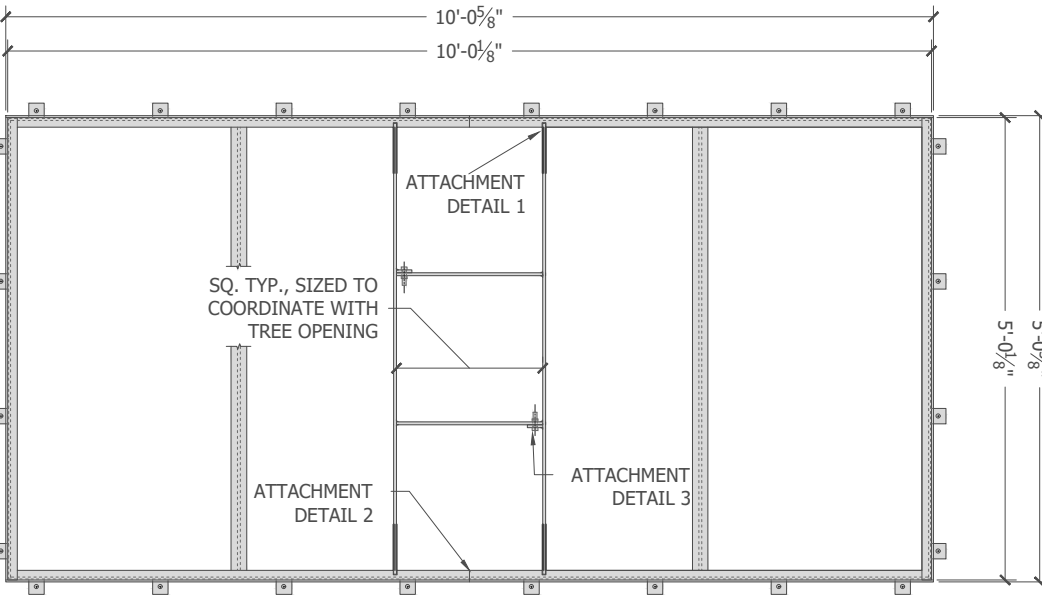 10'-0⅝"
10'-0⅛"
ATTACHMENT
DETAIL 1
SQ. TYP., SIZED TO
COORDINATE WITH
TREE OPENING
5'-0⅛"
ATTACHMENT
DETAIL 3
ATTACHMENT
DETAIL 2